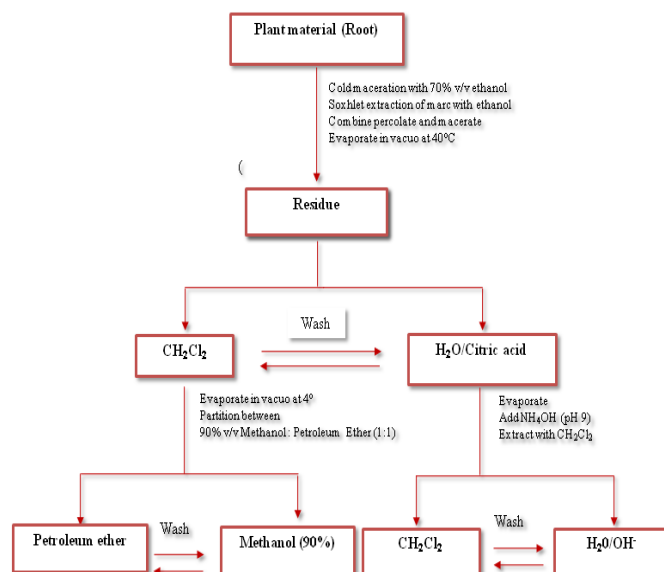 Plant material (Root)
Cold maceration with 70% v/v ethanol
Soxhlet extraction of marc with ethanol
Combine percolate and macerate
Evaporate in vacuo at 40ºC
(
Residue
Wash
CH₂Cl₂
H₂O/Citric acid
Evaporate in vacuo at 4º
Partition between
90% v/v Methanol : Petroleum Ether (1:1)
Evaporate
Add NH₄OH (pH 9)
Extract with CH₂Cl₂
Petroleum ether
Wash
Methanol (90%)
CH₂Cl₂
Wash
H₂0/OH⁻